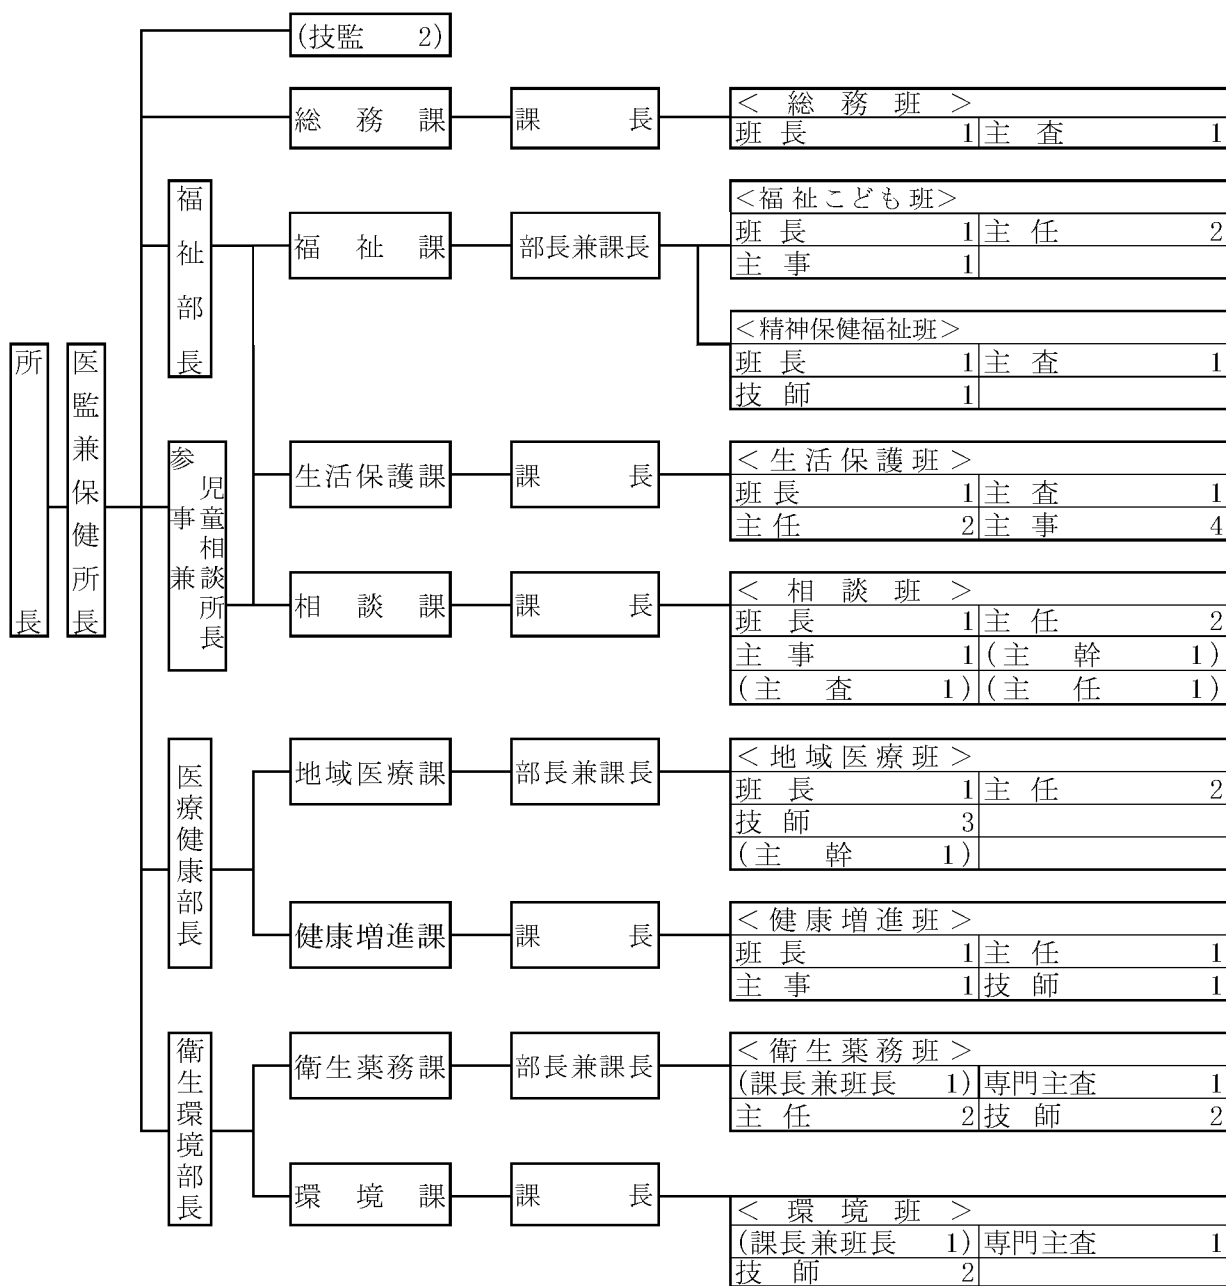 (技監 2)
総務課 課長 <総務班>
班長 1 主査 1
福祉部長
福祉課 部長兼課長 <福祉こども班>
班長 1 主任 2
主事 1
<精神保健福祉班>
班長 1 主査 1
技師 1
所長
医監兼保健所長
参事兼
児童相談所長
生活保護課 課長 <生活保護班>
班長 1 主査 1
主任 2 主事 4
相談課 課長 <相談班>
班長 1 主任 2
主事 1 (主幹 1)
(主査 1) (主任 1)
医療健康部長
地域医療課 部長兼課長 <地域医療班>
班長 1 主任 2
技師 3
(主幹 1)
健康増進課 課長 <健康増進班>
班長 1 主任 1
主事 1 技師 1
衛生環境部長
衛生薬務課 部長兼課長 <衛生薬務班>
(課長兼班長 1) 専門主査 1
主任 2 技師 2
環境課 課長 <環境班>
(課長兼班長 1) 専門主査 1
技師 2